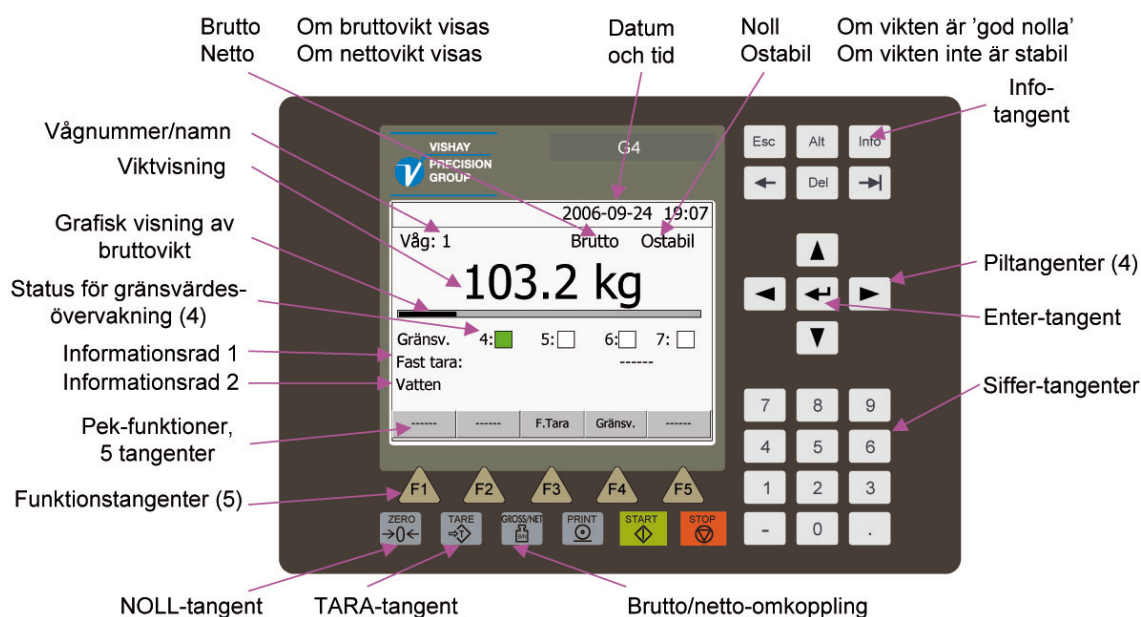 Brutto Om bruttovikt visas
Netto Om nettovikt visas
Datum
och tid
Noll Om vikten är 'god nolla'
Ostabil Om vikten inte är stabil
Info-
tangent
Vågnummer/namn
Viktvisning
Grafisk visning av
bruttovikt
Status för gränsvärdes-
övervakning (4)
Informationsrad 1
Informationsrad 2
Pek-funktioner,
5 tangenter
Funktionstangenter (5)
VISHAY
PRECISION
GROUP
G4
2006-09-24 19:07
Våg: 1 Brutto Ostabil
103.2 kg
Gränsv. 4: 5: 6: 7:
Fast tara: ------
Vatten
------ ------ F.Tara Gränsv. ------
F1 F2 F3 F4 F5
ZERO TARE GROSS/NET PRINT START STOP
→0← T B/N
Esc Alt Info
Del
Piltangenter (4)
Enter-tangent
Siffer-tangenter
7 8 9
4 5 6
1 2 3
- 0 .
NOLL-tangent TARA-tangent Brutto/netto-omkoppling